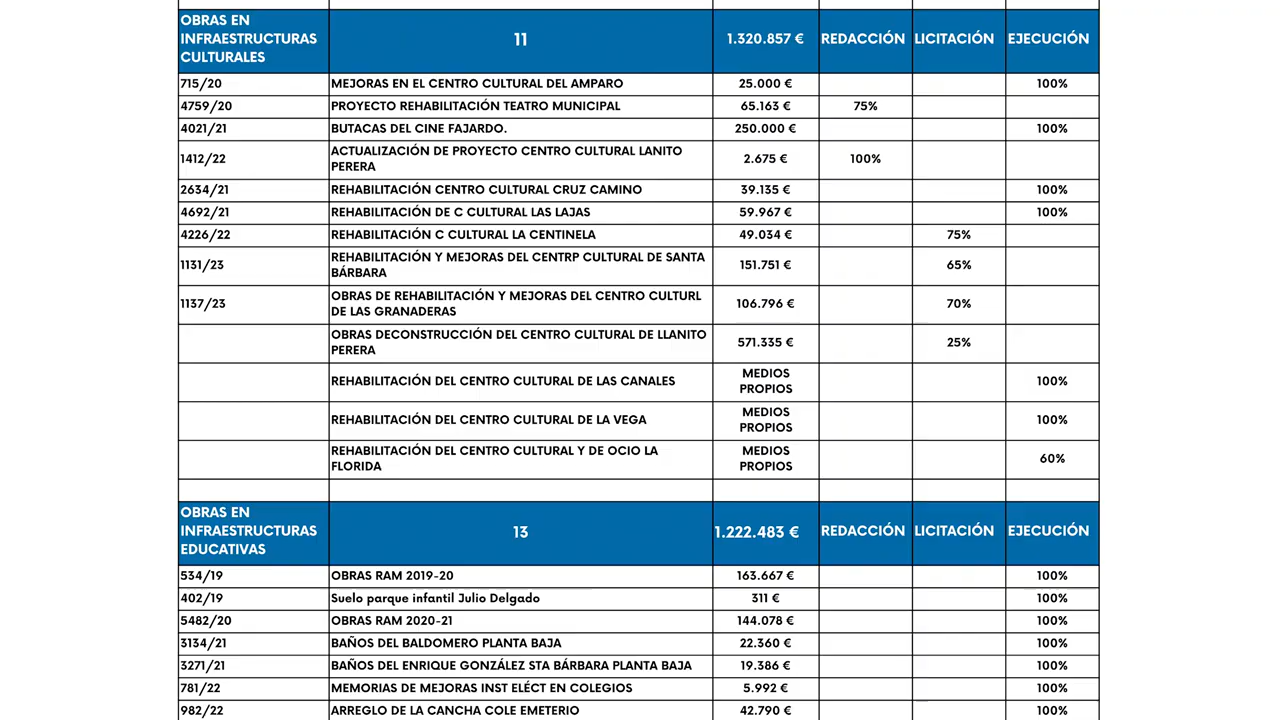 OBRAS EN
INFRAESTRUCTURAS
CULTURALES
11
1.320.857 €
REDACCIÓN
LICITACIÓN
EJECUCIÓN
715/20
MEJORAS EN EL CENTRO CULTURAL DEL AMPARO
25.000 €
100%
4759/20
PROYECTO REHABILITACIÓN TEATRO MUNICIPAL
65.163 €
75%
4021/21
BUTACAS DEL CINE FAJARDO.
250.000 €
100%
1412/22
ACTUALIZACIÓN DE PROYECTO CENTRO CULTURAL LANITO
PERERA
2.675 €
100%
2634/21
REHABILITACIÓN CENTRO CULTURAL CRUZ CAMINO
39.135 €
100%
4692/21
REHABILITACIÓN DE C CULTURAL LAS LAJAS
59.967 €
100%
4226/22
REHABILITACIÓN C CULTURAL LA CENTINELA
49.034 €
75%
1131/23
REHABILITACIÓN Y MEJORAS DEL CENTRP CULTURAL DE SANTA
BÁRBARA
151.751 €
65%
1137/23
OBRAS DE REHABILITACIÓN Y MEJORAS DEL CENTRO CULTURL
DE LAS GRANADERAS
106.796 €
70%
OBRAS DECONSTRUCCIÓN DEL CENTRO CULTURAL DE LLANITO
PERERA
571.335 €
25%
REHABILITACIÓN DEL CENTRO CULTURAL DE LAS CANALES
MEDIOS
PROPIOS
100%
REHABILITACIÓN DEL CENTRO CULTURAL DE LA VEGA
MEDIOS
PROPIOS
100%
REHABILITACIÓN DEL CENTRO CULTURAL Y DE OCIO LA
FLORIDA
MEDIOS
PROPIOS
60%
OBRAS EN
INFRAESTRUCTURAS
EDUCATIVAS
13
1.222.483 €
REDACCIÓN
LICITACIÓN
EJECUCIÓN
534/19
OBRAS RAM 2019-20
163.667 €
100%
402/19
Suelo parque infantil Julio Delgado
311 €
100%
5482/20
OBRAS RAM 2020-21
144.078 €
100%
3134/21
BAÑOS DEL BALDOMERO PLANTA BAJA
22.360 €
100%
3271/21
BAÑOS DEL ENRIQUE GONZÁLEZ STA BÁRBARA PLANTA BAJA
19.386 €
100%
781/22
MEMORIAS DE MEJORAS INST ELÉCT EN COLEGIOS
5.992 €
100%
982/22
ARREGLO DE LA CANCHA COLE EMETERIO
42.790 €
100%